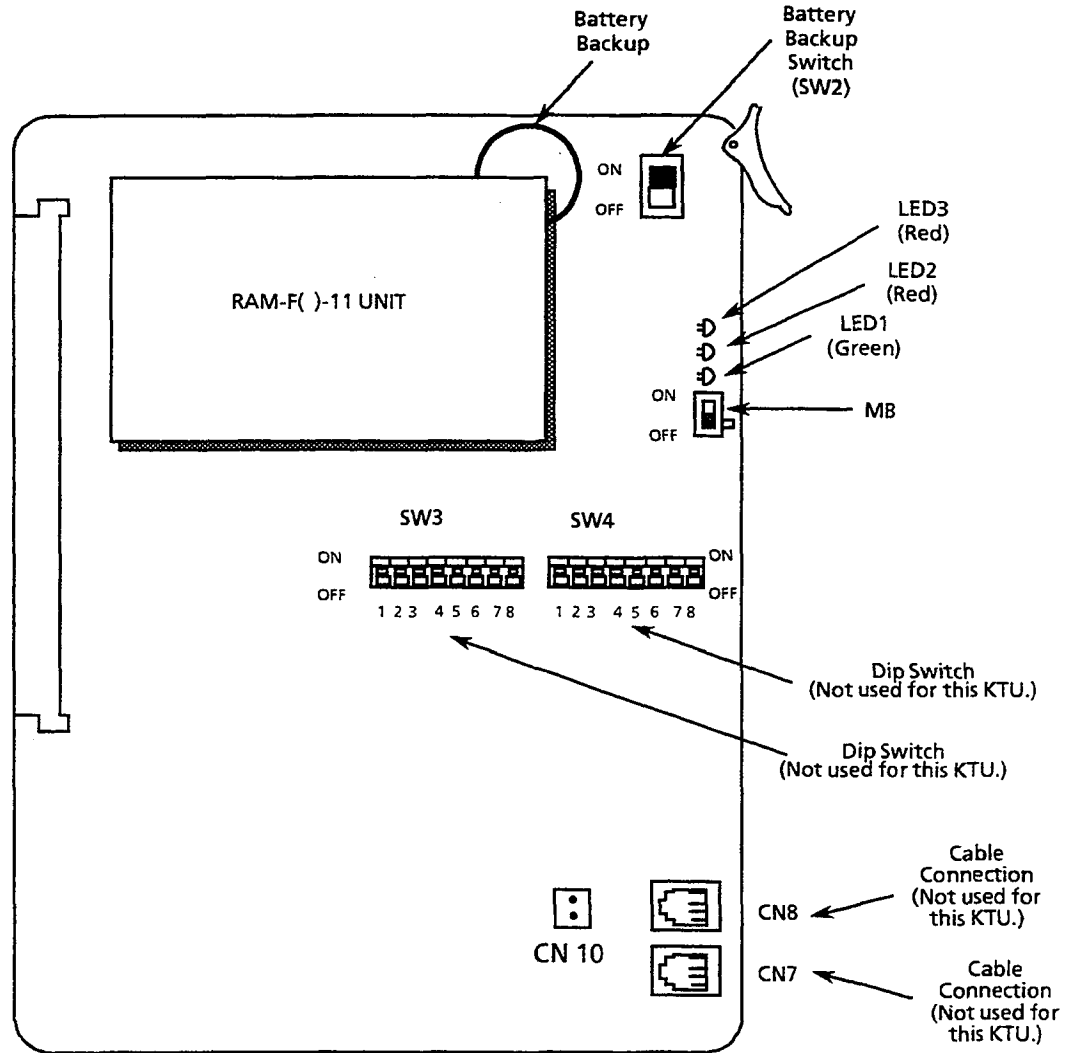 Battery
Backup
Battery
Backup
Switch
(SW2)
ON
OFF
LED3
(Red)
LED2
(Red)
LED1
(Green)
RAM-F( )-11 UNIT
ON
OFF
MB
SW3
SW4
ON
OFF
ON
OFF
1 2 3 4 5 6 7 8
1 2 3 4 5 6 7 8
Dip Switch
(Not used for this KTU.)
Dip Switch
(Not used for this KTU.)
Cable
Connection
(Not used for
this KTU.)
CN8
CN 10
CN7
Cable
Connection
(Not used for
this KTU.)